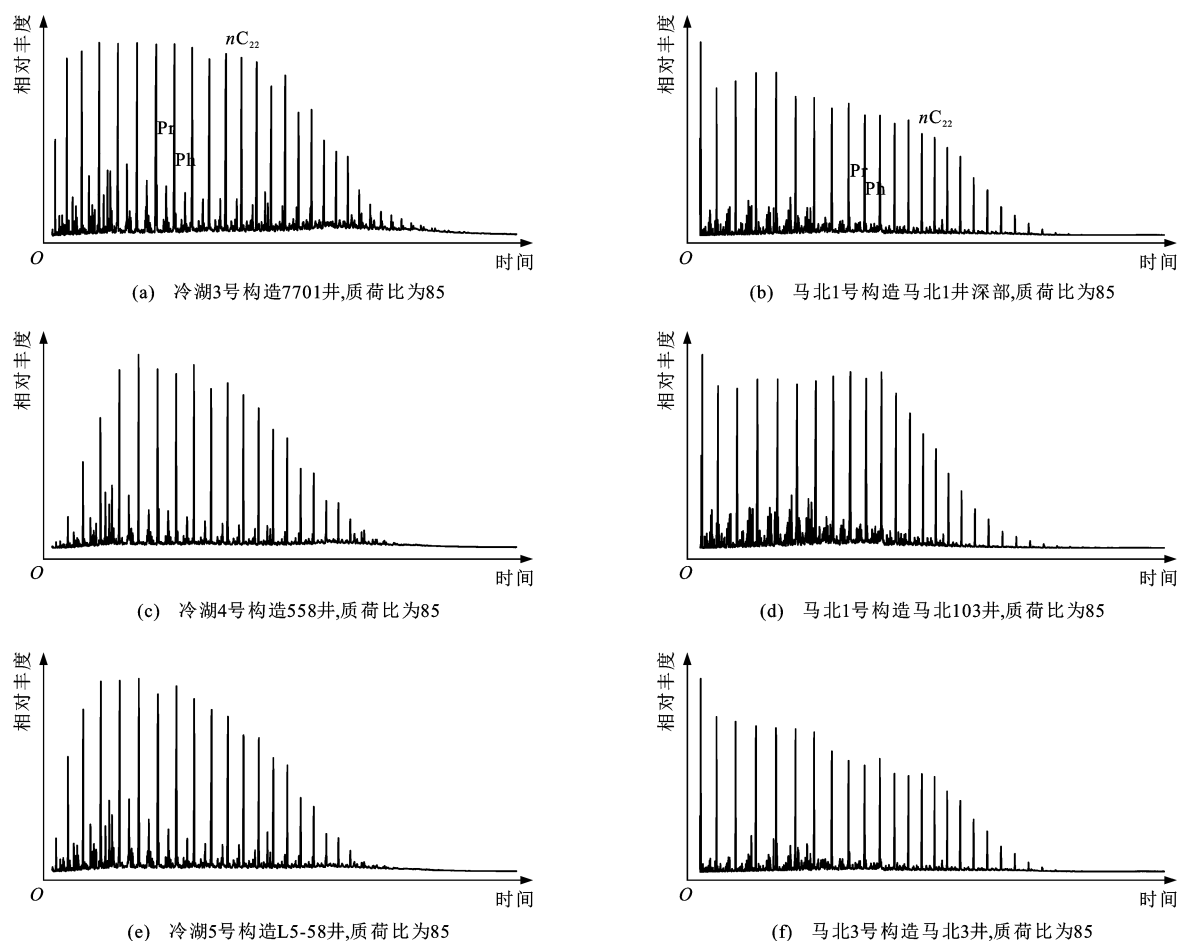 相对丰度
nC22
Pr
Ph
O
时间
(a) 冷湖3号构造7701井,质荷比为85
相对丰度
nC22
Pr
Ph
O
时间
(b) 马北1号构造马北1井深部,质荷比为85
相对丰度
O
时间
(c) 冷湖4号构造558井,质荷比为85
相对丰度
O
时间
(d) 马北1号构造马北103井,质荷比为85
相对丰度
O
时间
(e) 冷湖5号构造L5-58井,质荷比为85
相对丰度
O
时间
(f) 马北3号构造马北3井,质荷比为85